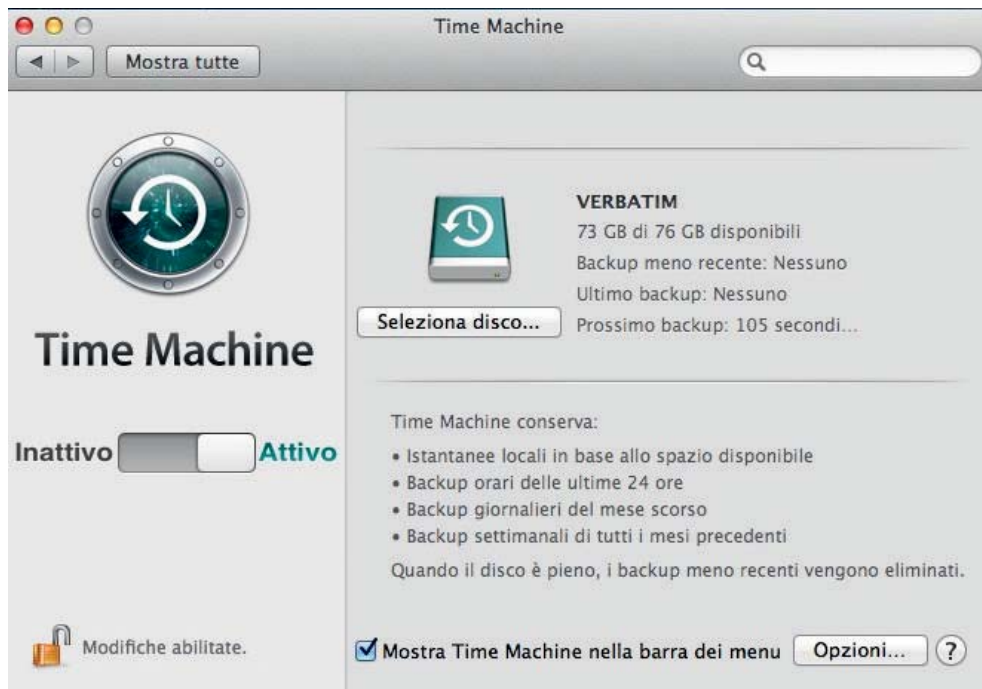 Time Machine
Mostra tutte
Time Machine
Inattivo Attivo
Modifiche abilitate.
VERBATIM
73 GB di 76 GB disponibili
Backup meno recente: Nessuno
Ultimo backup: Nessuno
Prossimo backup: 105 secondi...
Seleziona disco...
Time Machine conserva:
• Istantanee locali in base allo spazio disponibile
• Backup orari delle ultime 24 ore
• Backup giornalieri del mese scorso
• Backup settimanali di tutti i mesi precedenti
Quando il disco è pieno, i backup meno recenti vengono eliminati.
Mostra Time Machine nella barra dei menu
Opzioni...
?